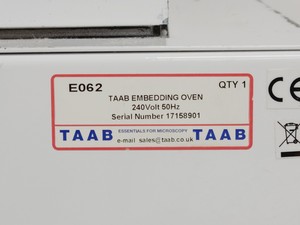 E062 QTY 1
TAAB EMBEDDING OVEN
240Volt 50Hz
Serial Number 17158901
TAAB ESSENTIALS FOR MICROSCOPY TAAB
e-mail sales@taab.co.uk
CE